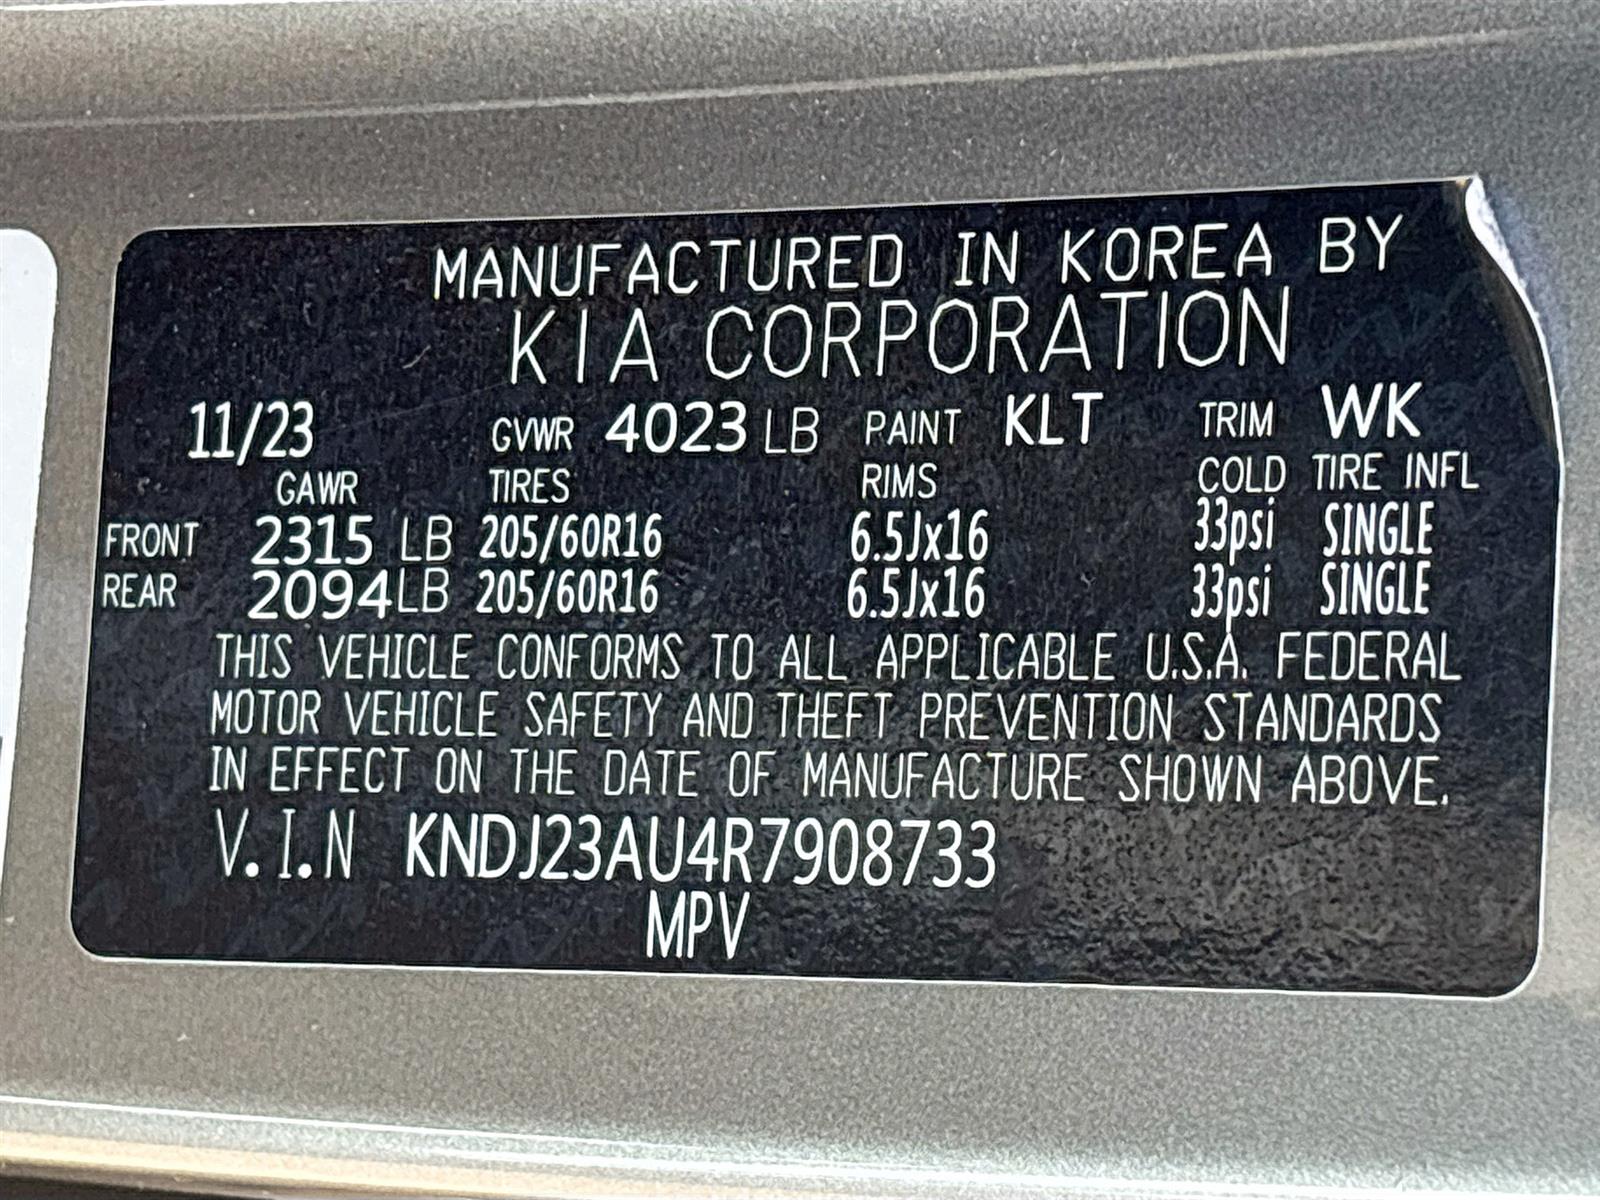 MANUFACTURED IN KOREA BY
KIA CORPORATION
11/23 GVWR 4023 LB PAINT KLT TRIM WK
GAWR TIRES RIMS COLD TIRE INFL
FRONT 2315 LB 205/60R16 6.5Jx16 33psi SINGLE
REAR 2094 LB 205/60R16 6.5Jx16 33psi SINGLE
THIS VEHICLE CONFORMS TO ALL APPLICABLE U.S.A. FEDERAL
MOTOR VEHICLE SAFETY AND THEFT PREVENTION STANDARDS
IN EFFECT ON THE DATE OF MANUFACTURE SHOWN ABOVE.
V.I.N KNDJ23AU4R7908733
MPV